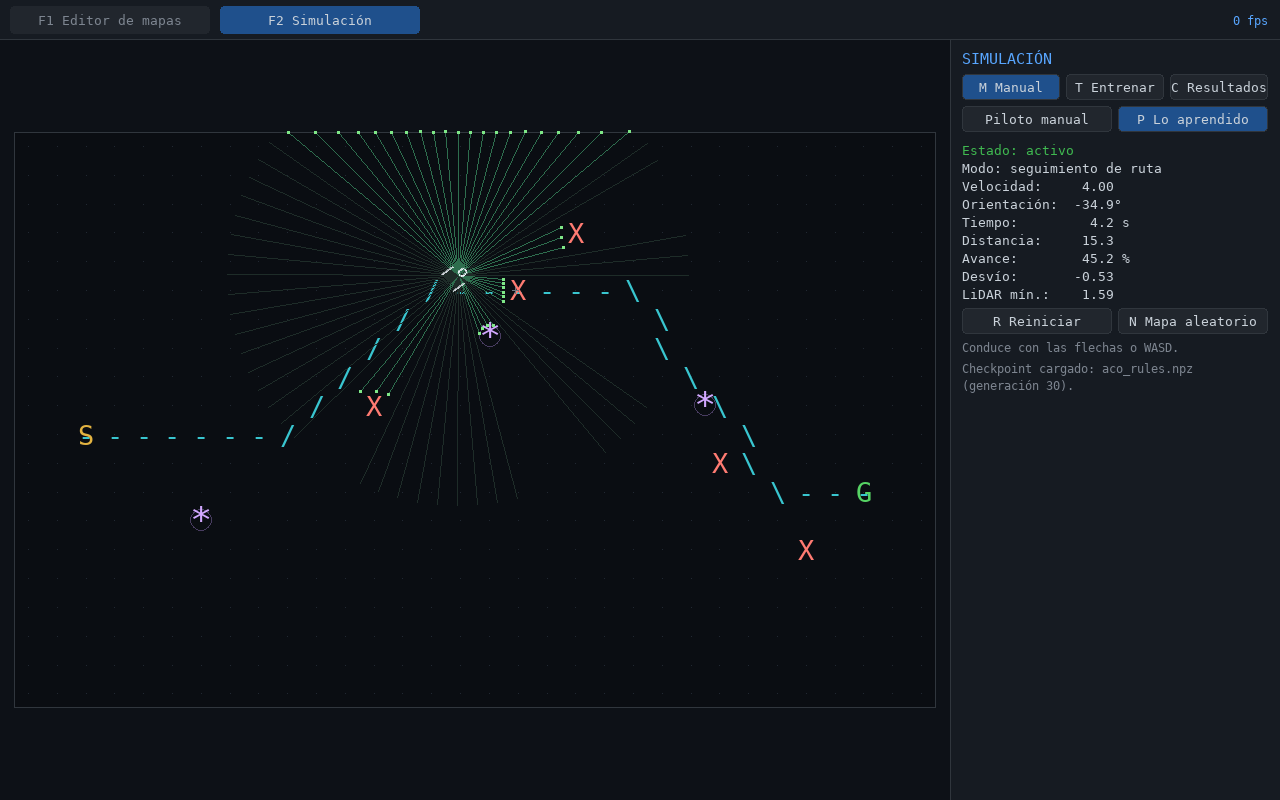 F1 Editor de mapas
F2 Simulación
0 fps
SIMULACIÓN
M Manual
T Entrenar
C Resultados
Piloto manual
P Lo aprendido
Estado: activo
Modo: seguimiento de ruta
Velocidad: 4.00
Orientación: -34.9°
Tiempo: 4.2 s
Distancia: 15.3
Avance: 45.2 %
Desvío: -0.53
LiDAR mín.: 1.59
R Reiniciar
N Mapa aleatorio
Conduce con las flechas o WASD.
Checkpoint cargado: aco_rules.npz
(generación 30).
X
X
*
X
*
S
X
G
*
X